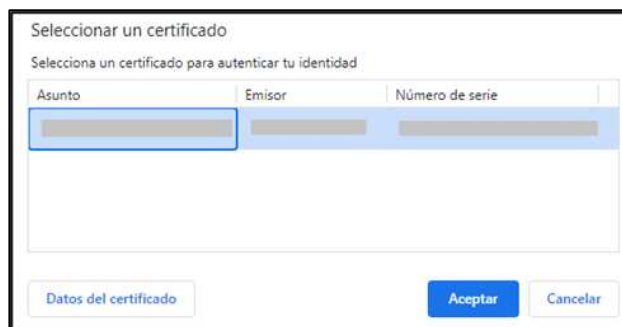 Seleccionar un certificado
Selecciona un certificado para autenticar tu identidad
Asunto Emisor Número de serie
Datos del certificado Aceptar Cancelar